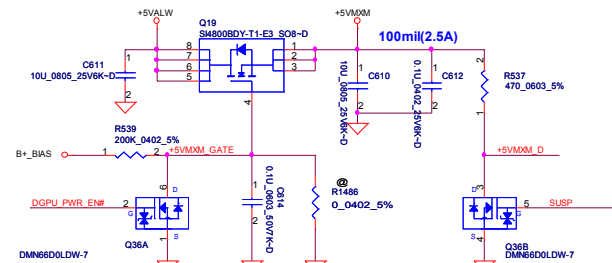 +5VALW
+5VMXM
Q19
SI4800BDY-T1-E3_SO8~D
100mil(2.5A)
8
7
6
5
1
2
3
4
C611
10U_0805_25V6K~D
1
2
1
2
C610
10U_0805_25V6K~D
1
2
C612
0.1U_0402_25V6K~D
2
1
R537
470_0603_5%
R539
200K_0402_5%
B+_BIAS
1
2
+5VMXM_GATE
+5VMXM_D
1
2
C614
0.1U_0603_50V7K~D
@
R1486
0_0402_5%
DGPU_PWR_EN#
2
G
D
S
6
1
Q36A
DMN66D0LDW-7
3
D
G
S
5
4
SUSP
Q36B
DMN66D0LDW-7